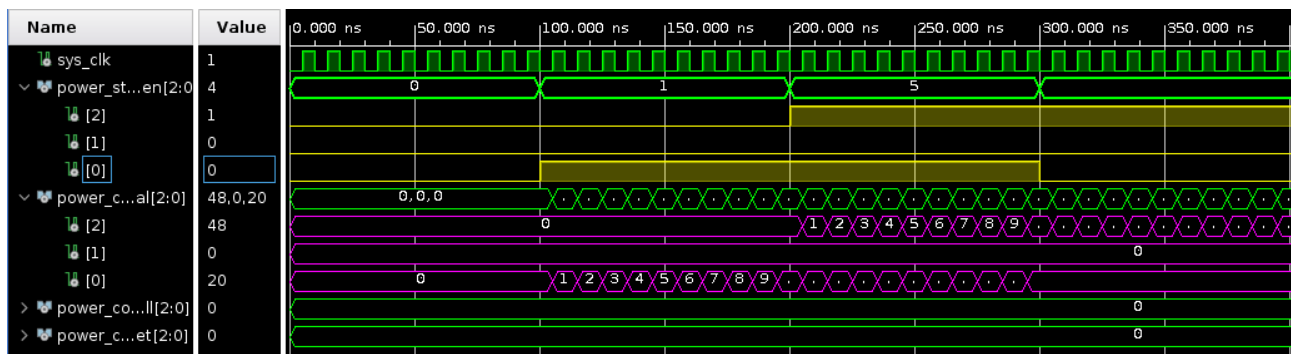 Name Value 0.000 ns 50.000 ns 100.000 ns 150.000 ns 200.000 ns 250.000 ns 300.000 ns 350.000 ns
sys_clk 1
power_st...en[2:0] 4 0 1 5
[2] 1
[1] 0
[0] 0
power_c...al[2:0] 48,0,20 0,0,0 . . . . . . . . . . . . . . . . . . . . . . . . . . . . .
[2] 48 0 1 2 3 4 5 6 7 8 9 . . . . . . . . . .
[1] 0 0
[0] 20 0 1 2 3 4 5 6 7 8 9 . . . . . . . . . .
power_co...ll[2:0] 0 0
power_c...et[2:0] 0 0